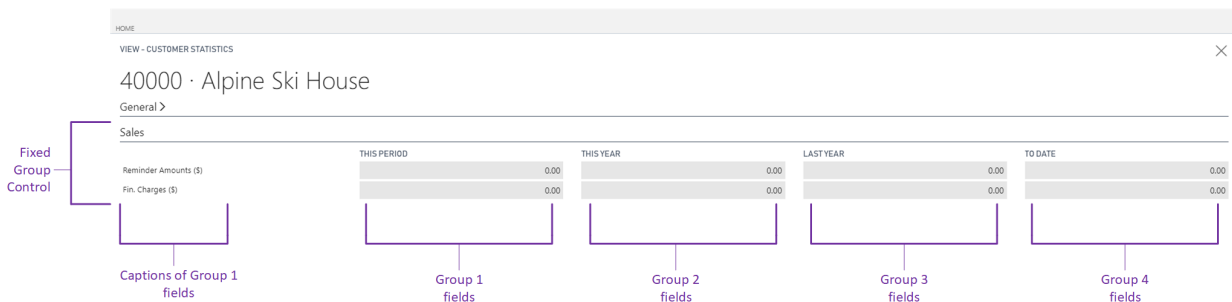 HOME
VIEW - CUSTOMER STATISTICS
40000 · Alpine Ski House
General >
Sales
Fixed
Group
Control
THIS PERIOD THIS YEAR LAST YEAR TO DATE
Reminder Amounts ($) 0.00 0.00 0.00 0.00
Fin. Charges ($) 0.00 0.00 0.00 0.00
Captions of Group 1
fields
Group 1
fields
Group 2
fields
Group 3
fields
Group 4
fields